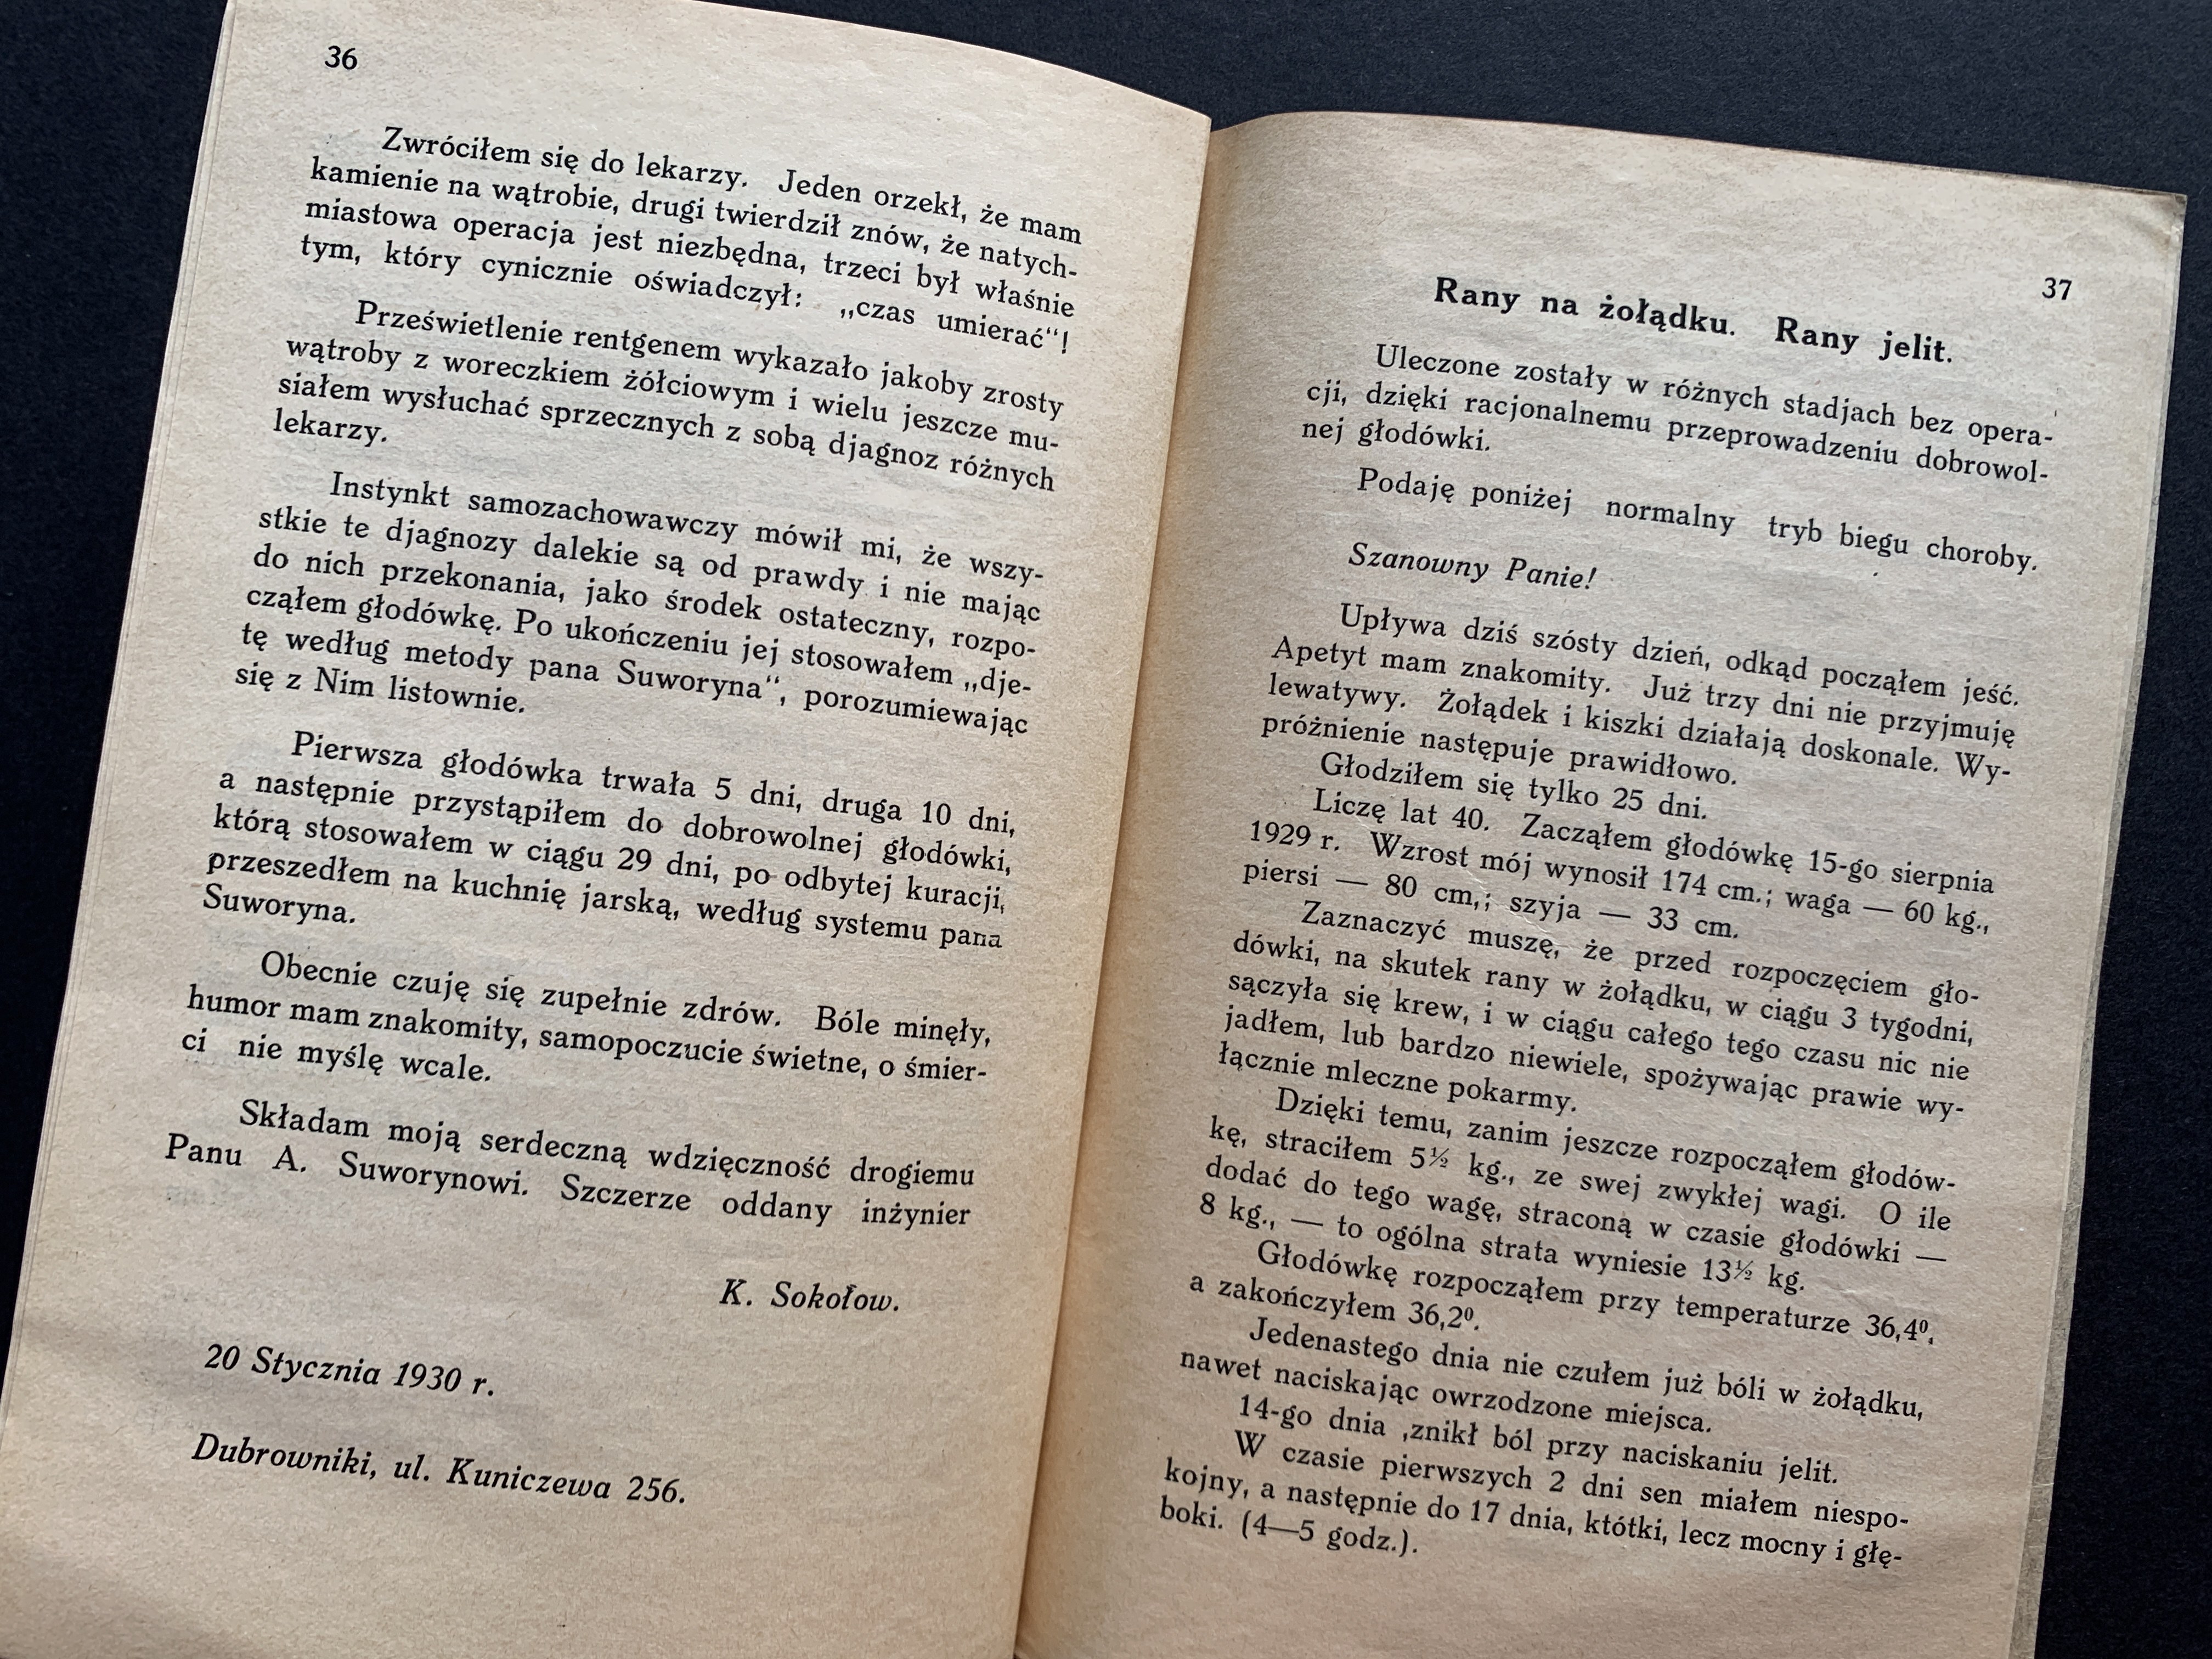 36
Zwróciłem się do lekarzy. Jeden orzekł, że mam
kamienie na wątrobie, drugi twierdził znów, że natych-
miastowa operacja jest niezbędna, trzeci był właśnie
tym, który cynicznie oświadczył: „czas umierać“!
Prześwietlenie rentgenem wykazało jakoby zrosty
wątroby z woreczkiem żółciowym i wielu jeszcze mu-
siałem wysłuchać sprzecznych z sobą djagnoz różnych
lekarzy.
Instynkt samozachowawczy mówił mi, że wszy-
stkie te djagnozy dalekie są od prawdy i nie mając
do nich przekonania, jako środek ostateczny, rozpo-
cząłem głodówkę. Po ukończeniu jej stosowałem „dje-
tę według metody pana Suworyna“, porozumiewając
się z Nim listownie.
Pierwsza głodówka trwała 5 dni, druga 10 dni,
a następnie przystąpiłem do dobrowolnej głodówki,
którą stosowałem w ciągu 29 dni, po odbytej kuracji,
przeszedłem na kuchnię jarską, według systemu pana
Suworyna.
Obecnie czuję się zupełnie zdrów. Bóle minęły,
humor mam znakomity, samopoczucie świetne, o śmier-
ci nie myślę wcale.
Składam moją serdeczną wdzięczność drogiemu
Panu A. Suworynowi. Szczerze oddany inżynier
K. Sokołow.
20 Stycznia 1930 r.
Dubrowniki, ul. Kuniczewa 256.
37
Rany na żołądku. Rany jelit.
Uleczone zostały w różnych stadjach bez opera-
cji, dzięki racjonalnemu przeprowadzeniu dobrowol-
nej głodówki.
Podaję poniżej normalny tryb biegu choroby.
Szanowny Panie!
Upływa dziś szósty dzień, odkąd począłem jeść.
Apetyt mam znakomity. Już trzy dni nie przyjmuję
lewatywy. Żołądek i kiszki działają doskonale. Wy-
próżnienie następuje prawidłowo.
Głodziłem się tylko 25 dni.
Liczę lat 40. Zacząłem głodówkę 15-go sierpnia
1929 r. Wzrost mój wynosił 174 cm.; waga — 60 kg.,
piersi — 80 cm,; szyja — 33 cm.
Zaznaczyć muszę, że przed rozpoczęciem gło-
dówki, na skutek rany w żołądku, w ciągu 3 tygodni,
sączyła się krew, i w ciągu całego tego czasu nic nie
jadłem, lub bardzo niewiele, spożywając prawie wy-
łącznie mleczne pokarmy.
Dzięki temu, zanim jeszcze rozpocząłem głodów-
kę, straciłem 5½ kg., ze swej zwykłej wagi. O ile
dodać do tego wagę, straconą w czasie głodówki —
8 kg., — to ogólna strata wyniesie 13½ kg.
Głodówkę rozpocząłem przy temperaturze 36,4⁰,
a zakończyłem 36,2⁰.
Jedenastego dnia nie czułem już bóli w żołądku,
nawet naciskając owrzodzone miejsca.
14-go dnia ,znikł ból przy naciskaniu jelit.
W czasie pierwszych 2 dni sen miałem niespo-
kojny, a następnie do 17 dnia, któtki, lecz mocny i głę-
boki. (4—5 godz.).